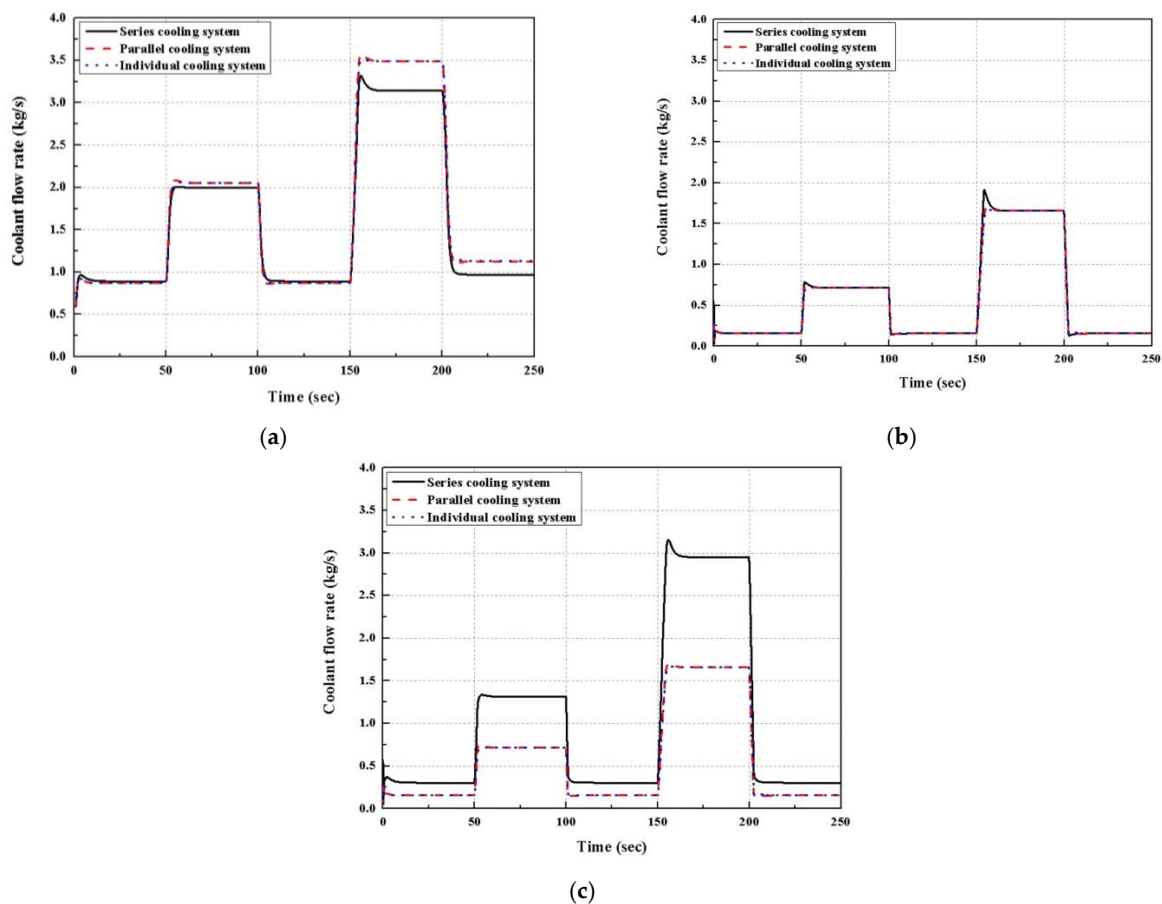 4.0
3.5
3.0
2.5
2.0
1.5
1.0
0.5
0.0
Coolant flow rate (kg/s)
Series cooling system
Parallel cooling system
Individual cooling system
0 50 100 150 200 250
Time (sec)
(a)
4.0
3.5
3.0
2.5
2.0
1.5
1.0
0.5
0.0
Coolant flow rate (kg/s)
Series cooling system
Parallel cooling system
Individual cooling system
0 50 100 150 200 250
Time (sec)
(b)
4.0
3.5
3.0
2.5
2.0
1.5
1.0
0.5
0.0
Coolant flow rate (kg/s)
Series cooling system
Parallel cooling system
Individual cooling system
0 50 100 150 200 250
Time (sec)
(c)